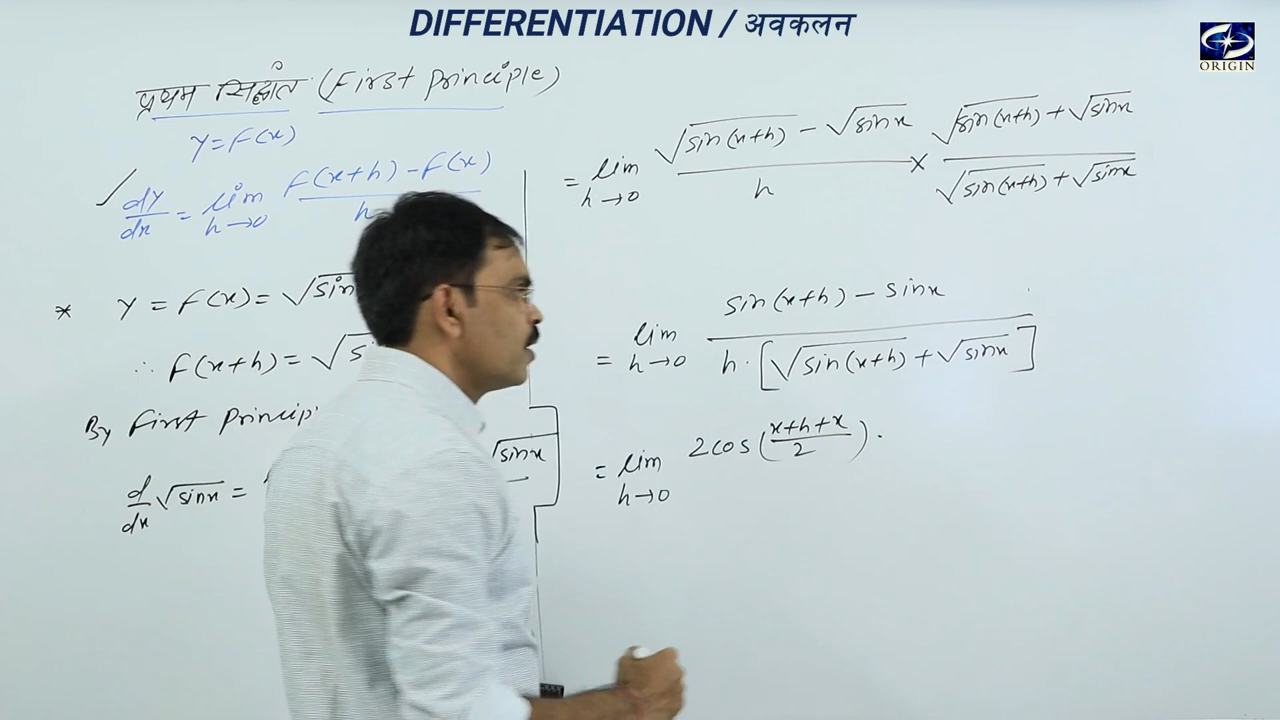 DIFFERENTIATION / अवकलन
ORIGIN
प्रथम सिद्धांत (First principle)
Y = F(x)
dy/dx = lim h→0 F(x+h) - F(x) / h
* Y = F(x) = √sin
∴ F(x+h) = √s
By First Princip
d/dx √sinx =
√sinx
= lim h→0 √sin(x+h) - √sinx / h × √sin(x+h) + √sinx / √sin(x+h) + √sinx
= lim h→0 sin(x+h) - sinx / h·[√sin(x+h) + √sinx]
= lim h→0 2cos(x+h+x / 2)·